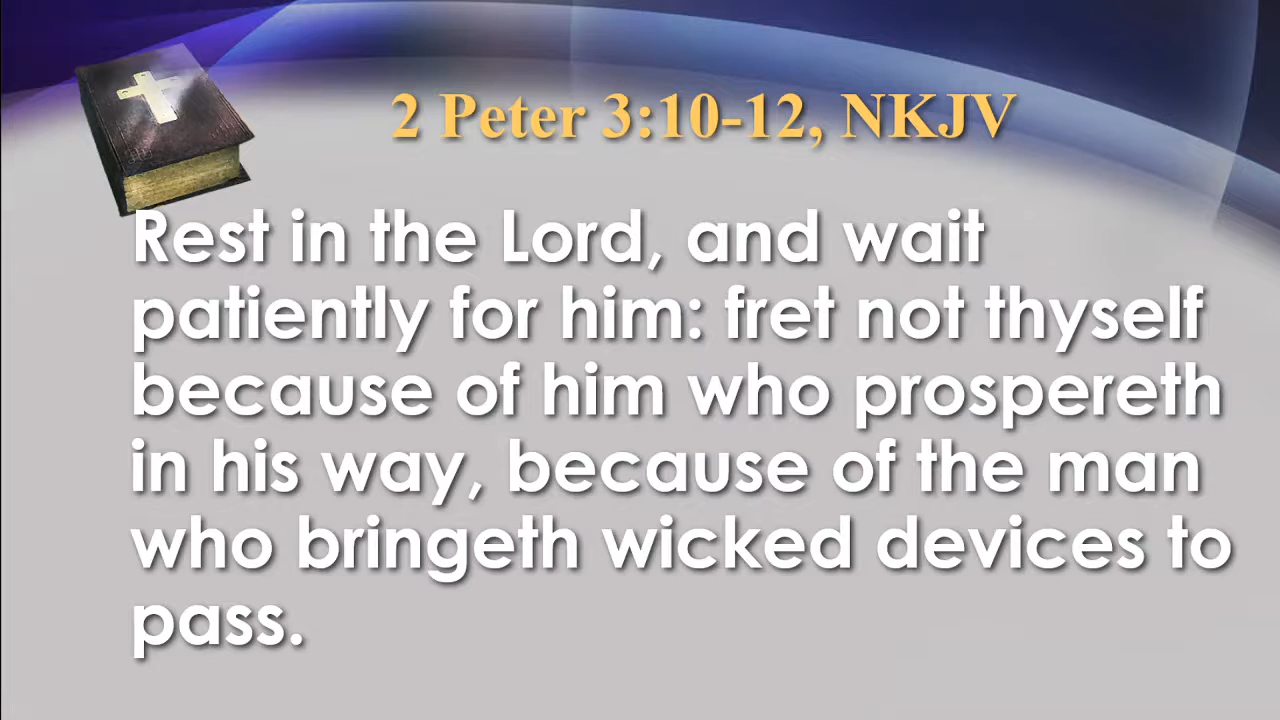 2 Peter 3:10-12, NKJV
Rest in the Lord, and wait
patiently for him: fret not thyself
because of him who prospereth
in his way, because of the man
who bringeth wicked devices to
pass.